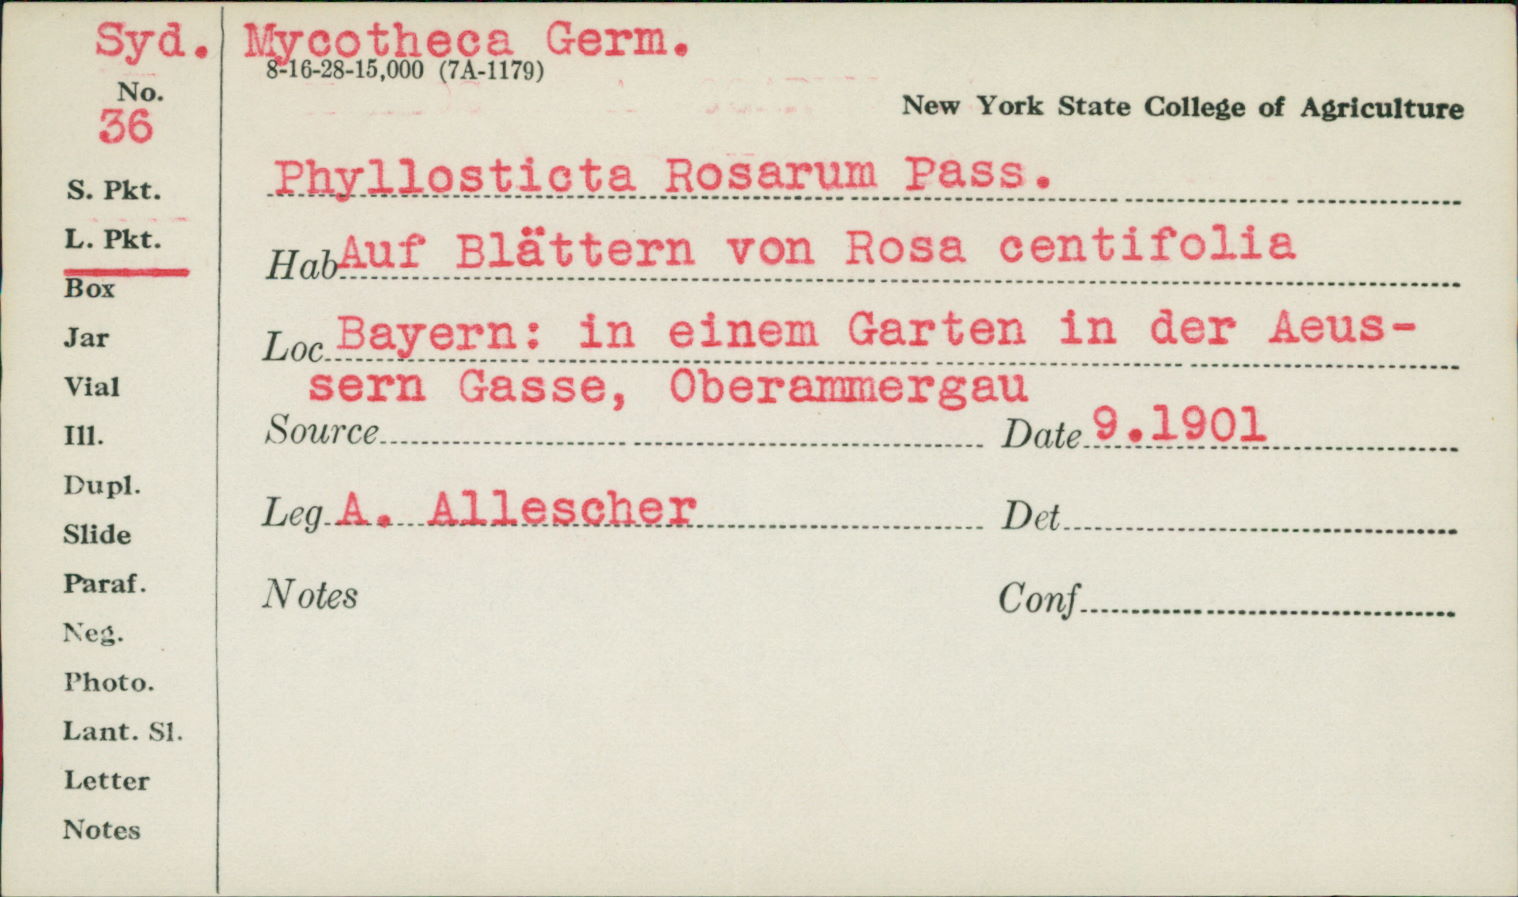 Syd. Mycotheca Germ.
8-16-28-15,000 (7A-1179)
No.
36
New York State College of Agriculture
S. Pkt.
Phyllosticta Rosarum Pass.
L. Pkt.
Hab Auf Blättern von Rosa centifolia
Box
Jar
Loc Bayern: in einem Garten in der Aeus-
sern Gasse, Oberammergau
Vial
Ill.
Source Date 9.1901
Dupl.
Leg. A. Allescher Det
Slide
Paraf.
Notes Conf
Neg.
Photo.
Lant. Sl.
Letter
Notes